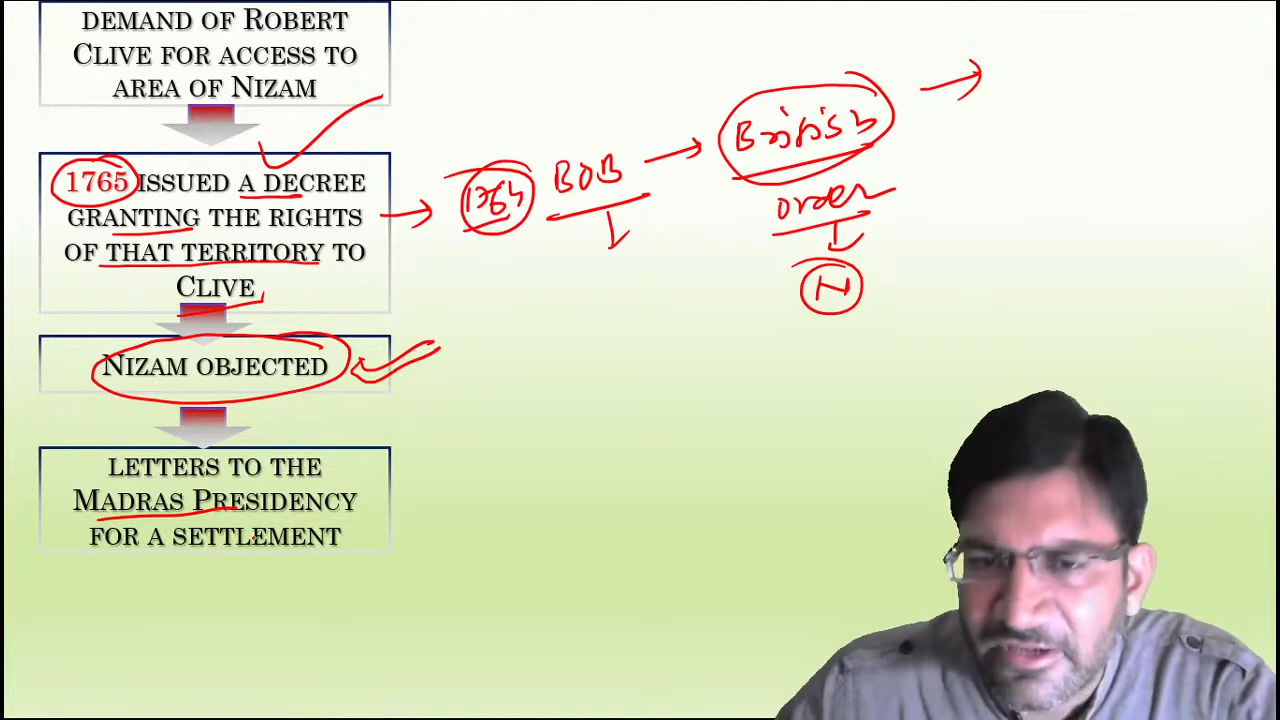 DEMAND OF ROBERT
CLIVE FOR ACCESS TO
AREA OF NIZAM
1765 ISSUED A DECREE
GRANTING THE RIGHTS
OF THAT TERRITORY TO
CLIVE
NIZAM OBJECTED
LETTERS TO THE
MADRAS PRESIDENCY
FOR A SETTLEMENT
1764 BOB
British
order
N